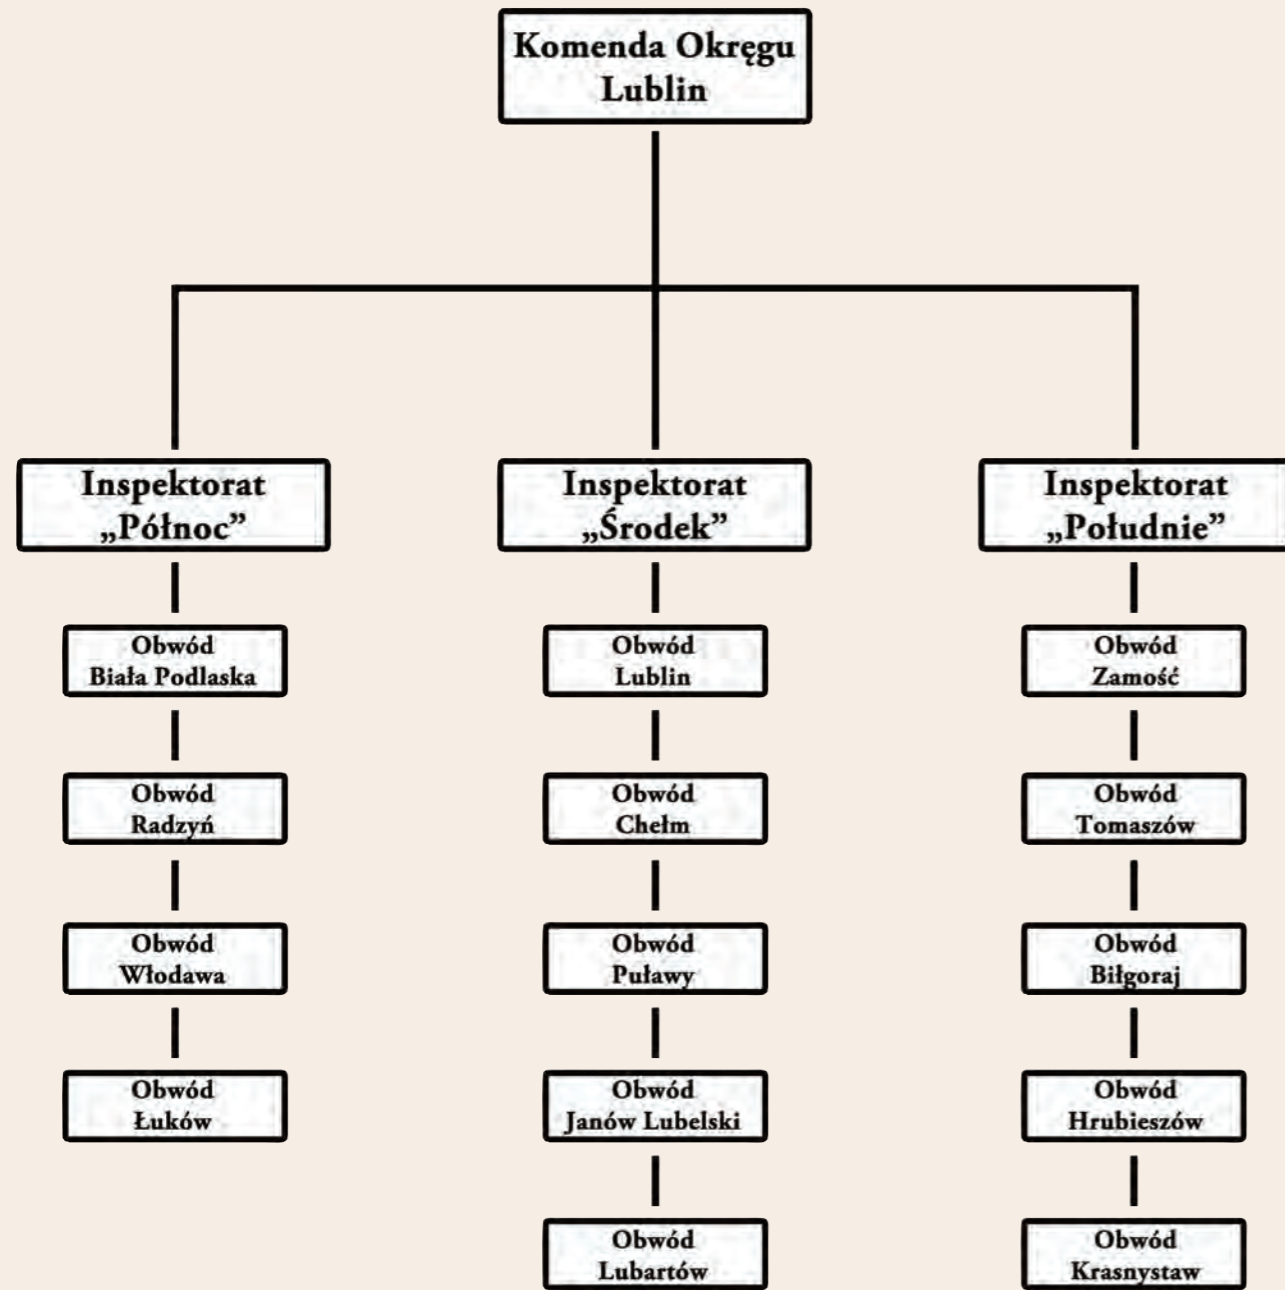 Komenda Okręgu
Lublin
Inspektorat
„Północ”
Inspektorat
„Środek”
Inspektorat
„Południe”
Obwód
Biała Podlaska
Obwód
Radzyń
Obwód
Włodawa
Obwód
Łuków
Obwód
Lublin
Obwód
Chełm
Obwód
Puławy
Obwód
Janów Lubelski
Obwód
Lubartów
Obwód
Zamość
Obwód
Tomaszów
Obwód
Biłgoraj
Obwód
Hrubieszów
Obwód
Krasnystaw